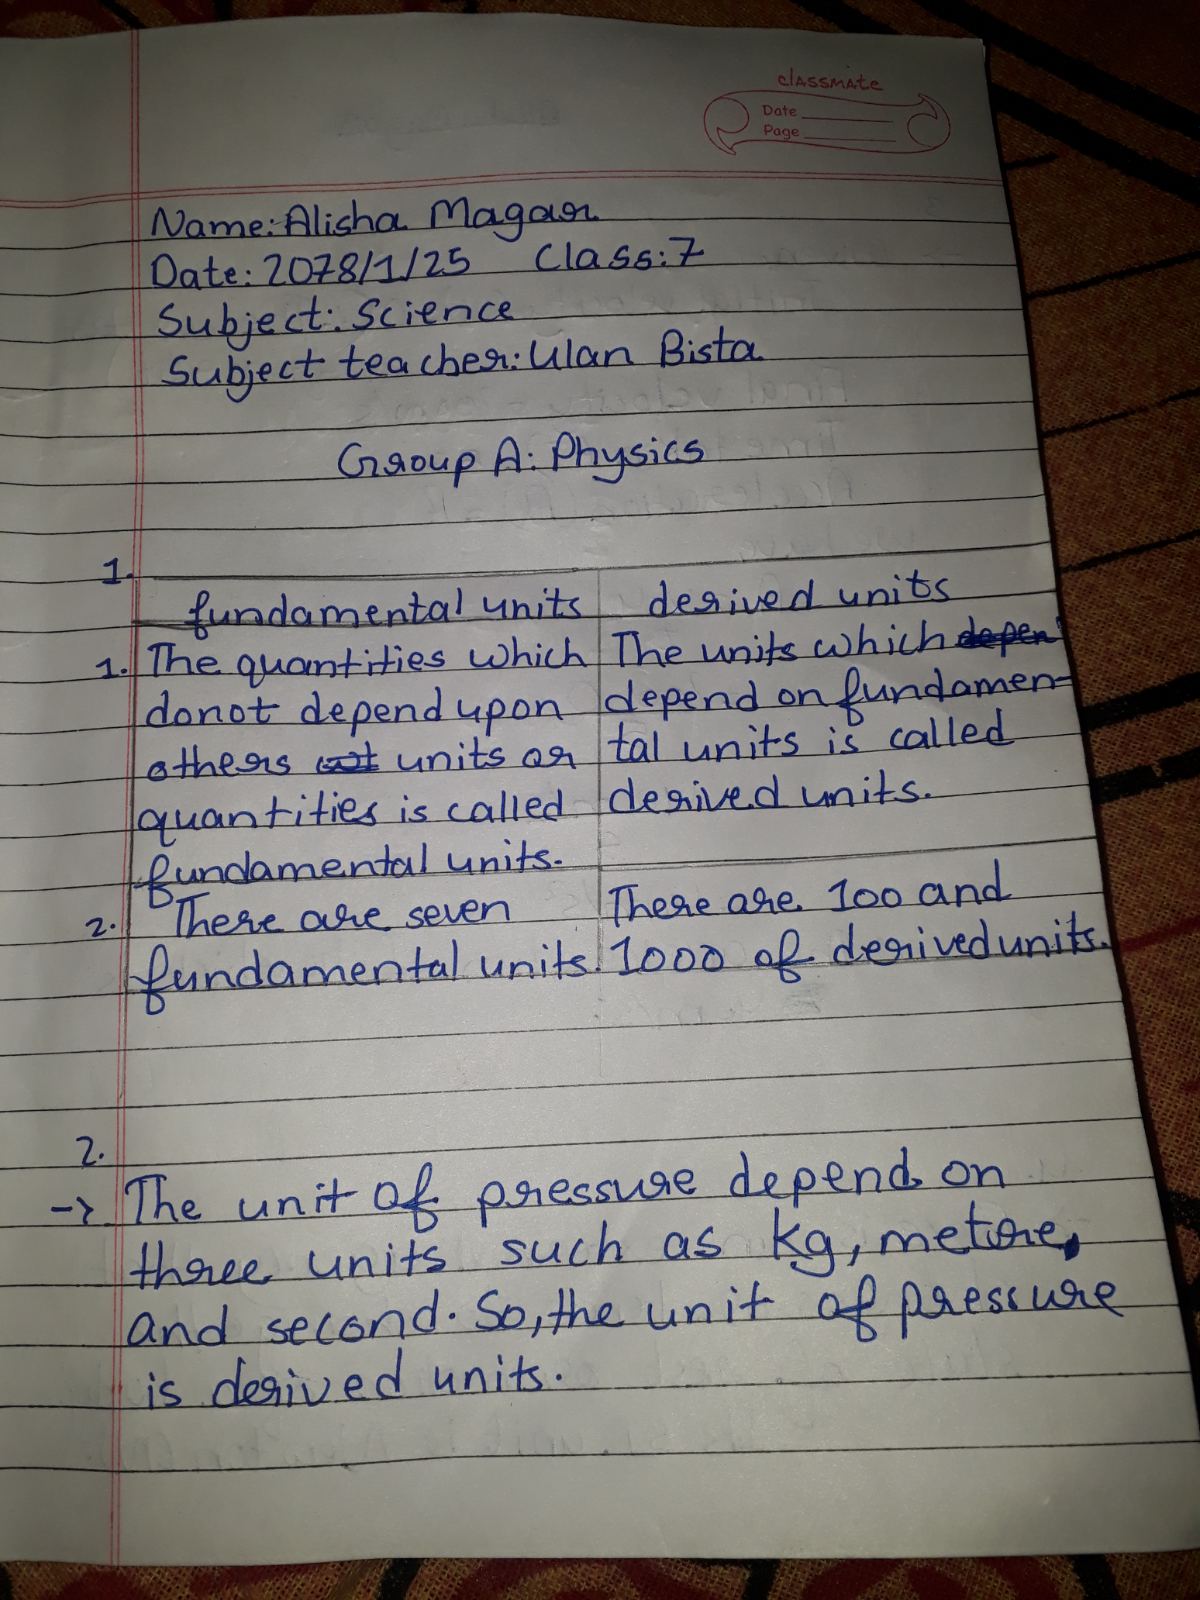 classmate
Date
Page
Name: Alisha Magar
Date: 2078/1/25 Class: 7
Subject: Science
Subject teacher: Ulan Bista
Group A: Physics
1.
fundamental units derived units
1. The quantities which The units which depen
donot depend upon depend on fundamen-
others units or tal units is called
quantities is called derived units.
fundamental units.
2. There are seven There are 100 and
fundamental units. 1000 of derived units.
2.
-> The unit of pressure depend on
three units such as kg, metre,
and second. So, the unit of pressure
is derived units.